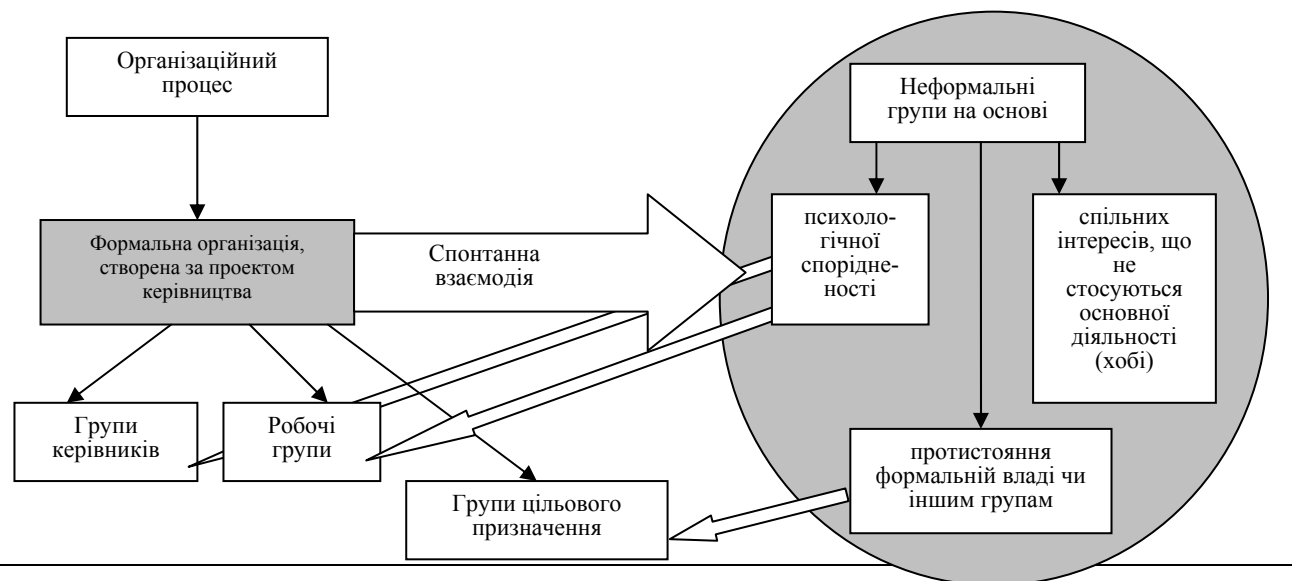 Організаційний
процес
Неформальні
групи на основі
Формальна організація,
створена за проектом
керівництва
Спонтанна
взаємодія
психоло-
гічної
спорідне-
ності
спільних
інтересів, що
не
стосуються
основної
діяльності
(хобі)
Групи
керівників
Робочі
групи
Групи цільового
призначення
протистояння
формальній владі чи
іншим групам